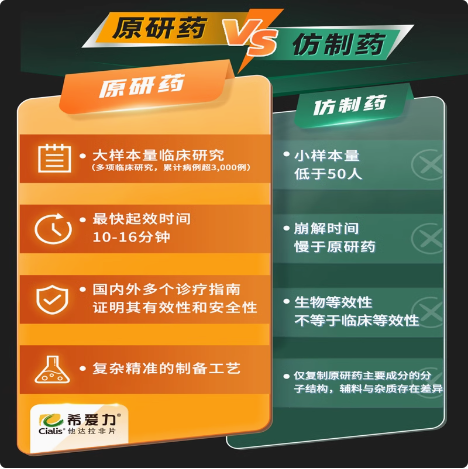 原研药 VS 仿制药
原研药
大样本量临床研究
(多项临床研究，累计病例超3,000例)
最快起效时间
10-16分钟
国内外多个诊疗指南
证明其有效性和安全性
复杂精准的制备工艺
希爱力®
Cialis® 他达拉非片
仿制药
小样本量
低于50人
崩解时间
慢于原研药
生物等效性
不等于临床等效性
仅复制原研药主要成分的分
子结构，辅料与杂质存在差异